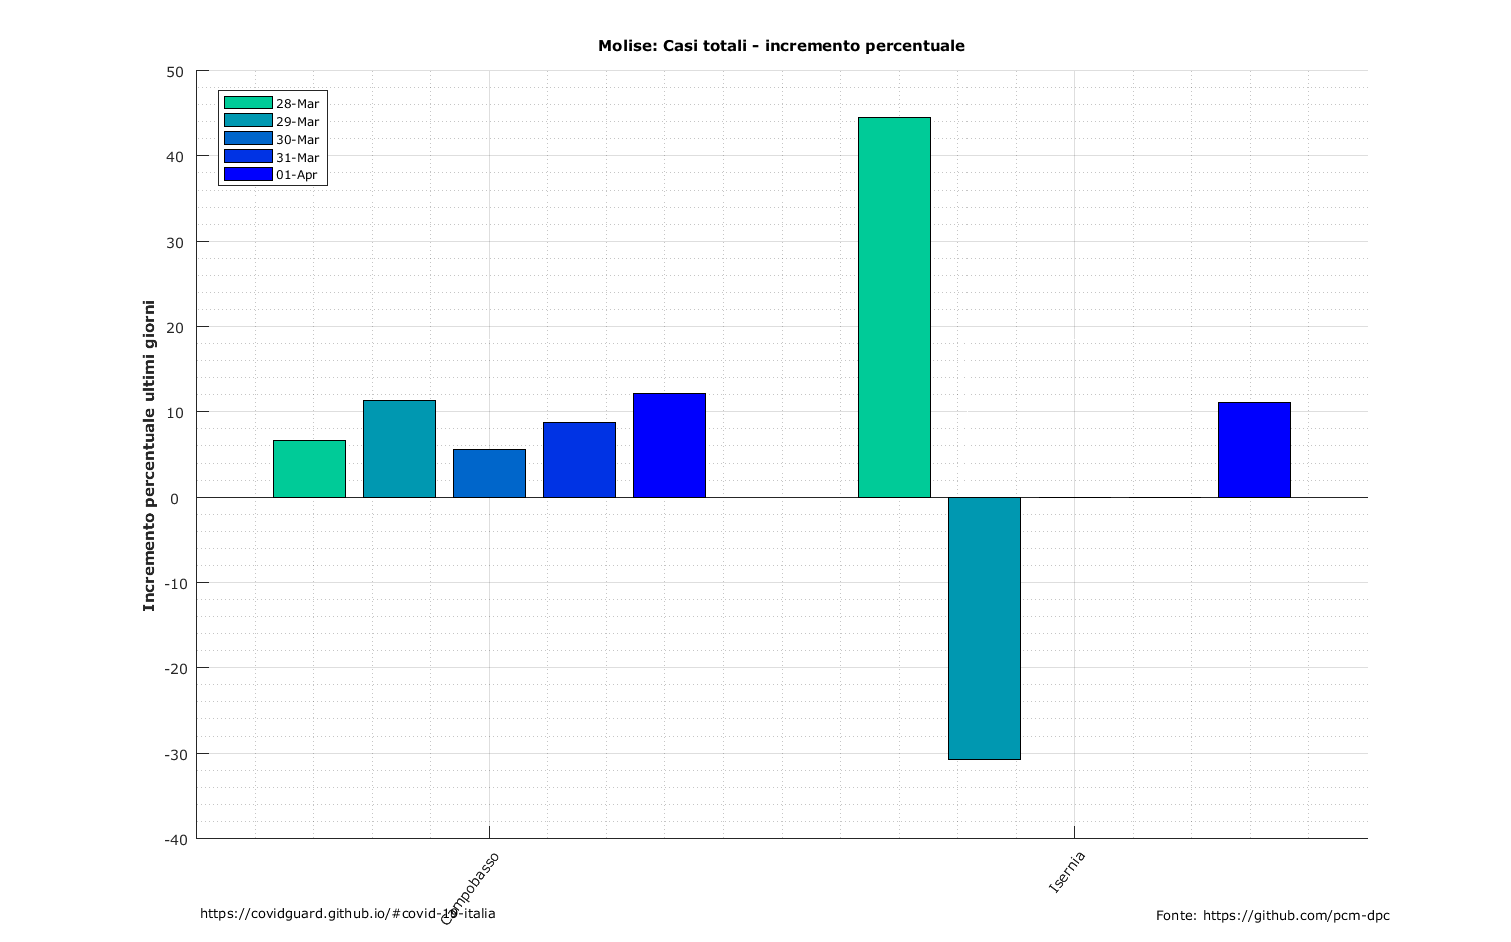 Molise: Casi totali - incremento percentuale
50
40
30
20
10
0
-10
-20
-30
-40
Incremento percentuale ultimi giorni
28-Mar
29-Mar
30-Mar
31-Mar
01-Apr
Campobasso
Isernia
https://covidguard.github.io/#covid-19-italia
Fonte: https://github.com/pcm-dpc